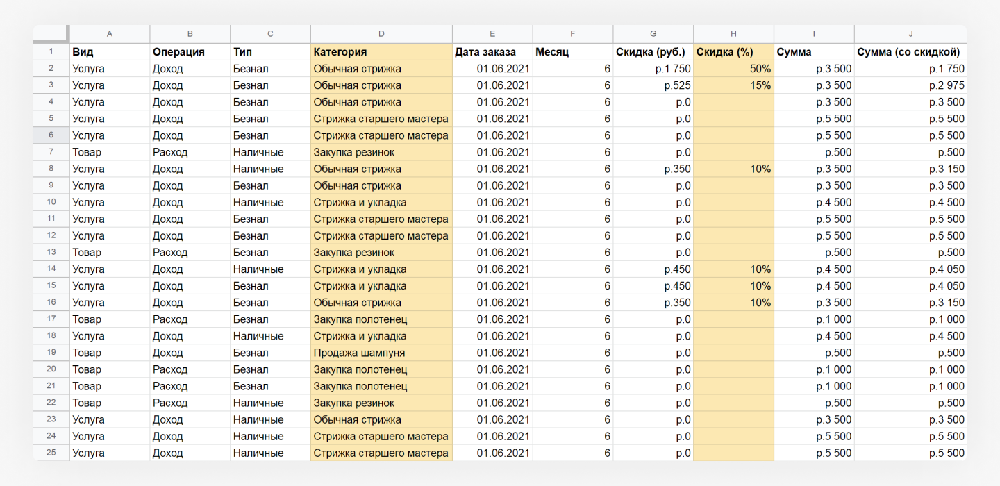 A B C D E F G H I J
1 Вид Операция Тип Категория Дата заказа Месяц Скидка (руб.) Скидка (%) Сумма Сумма (со скидкой)
2 Услуга Доход Безнал Обычная стрижка 01.06.2021 6 р.1 750 50% р.3 500 р.1 750
3 Услуга Доход Безнал Обычная стрижка 01.06.2021 6 р.525 15% р.3 500 р.2 975
4 Услуга Доход Безнал Обычная стрижка 01.06.2021 6 р.0 р.3 500 р.3 500
5 Услуга Доход Безнал Стрижка старшего мастера 01.06.2021 6 р.0 р.5 500 р.5 500
6 Услуга Доход Безнал Стрижка старшего мастера 01.06.2021 6 р.0 р.5 500 р.5 500
7 Товар Расход Наличные Закупка резинок 01.06.2021 6 р.0 р.500 р.500
8 Услуга Доход Наличные Обычная стрижка 01.06.2021 6 р.350 10% р.3 500 р.3 150
9 Услуга Доход Безнал Обычная стрижка 01.06.2021 6 р.0 р.3 500 р.3 500
10 Услуга Доход Наличные Стрижка и укладка 01.06.2021 6 р.0 р.4 500 р.4 500
11 Услуга Доход Безнал Стрижка старшего мастера 01.06.2021 6 р.0 р.5 500 р.5 500
12 Услуга Доход Безнал Стрижка старшего мастера 01.06.2021 6 р.0 р.5 500 р.5 500
13 Товар Расход Безнал Закупка резинок 01.06.2021 6 р.0 р.500 р.500
14 Услуга Доход Наличные Стрижка и укладка 01.06.2021 6 р.450 10% р.4 500 р.4 050
15 Услуга Доход Безнал Стрижка и укладка 01.06.2021 6 р.450 10% р.4 500 р.4 050
16 Услуга Доход Безнал Обычная стрижка 01.06.2021 6 р.350 10% р.3 500 р.3 150
17 Товар Расход Безнал Закупка полотенец 01.06.2021 6 р.0 р.1 000 р.1 000
18 Услуга Доход Наличные Стрижка и укладка 01.06.2021 6 р.0 р.4 500 р.4 500
19 Товар Доход Безнал Продажа шампуня 01.06.2021 6 р.0 р.500 р.500
20 Товар Расход Безнал Закупка полотенец 01.06.2021 6 р.0 р.1 000 р.1 000
21 Товар Расход Безнал Закупка полотенец 01.06.2021 6 р.0 р.1 000 р.1 000
22 Товар Расход Наличные Закупка резинок 01.06.2021 6 р.0 р.500 р.500
23 Услуга Доход Наличные Обычная стрижка 01.06.2021 6 р.0 р.3 500 р.3 500
24 Услуга Доход Наличные Стрижка старшего мастера 01.06.2021 6 р.0 р.5 500 р.5 500
25 Услуга Доход Наличные Стрижка старшего мастера 01.06.2021 6 р.0 р.5 500 р.5 500